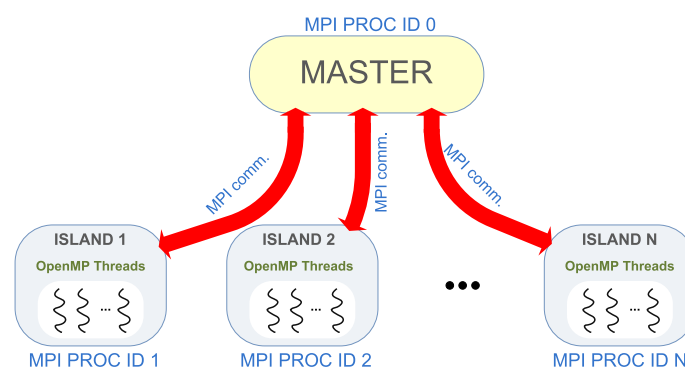 MPI PROC ID 0
MASTER
MPI comm.
MPI comm.
MPI comm.
ISLAND 1
OpenMP Threads
...
MPI PROC ID 1
ISLAND 2
OpenMP Threads
...
MPI PROC ID 2
...
ISLAND N
OpenMP Threads
...
MPI PROC ID N